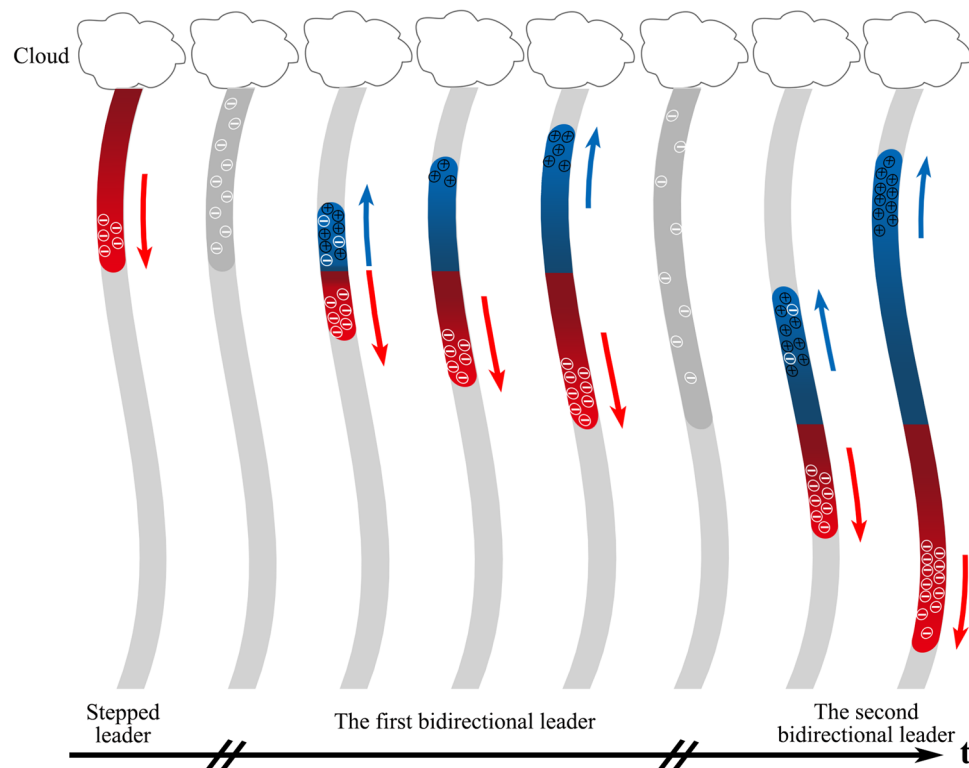 Cloud
Stepped
leader
The first bidirectional leader
The second
bidirectional leader
t